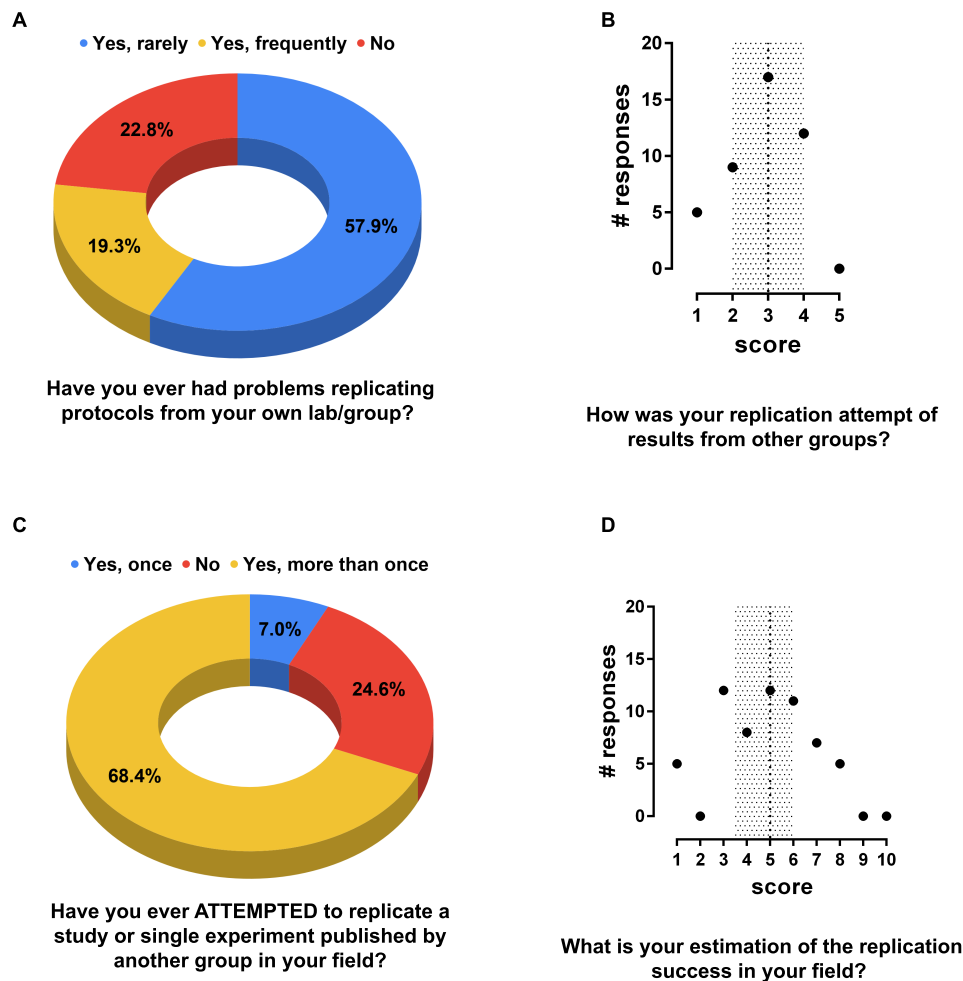 A
Yes, rarely Yes, frequently No
22.8%
57.9%
19.3%
Have you ever had problems replicating
protocols from your own lab/group?
B
20
15
10
5
0
# responses
1 2 3 4 5
score
How was your replication attempt of
results from other groups?
C
Yes, once No Yes, more than once
7.0%
24.6%
68.4%
Have you ever ATTEMPTED to replicate a
study or single experiment published by
another group in your field?
D
20
15
10
5
0
# responses
1 2 3 4 5 6 7 8 9 10
score
What is your estimation of the replication
success in your field?